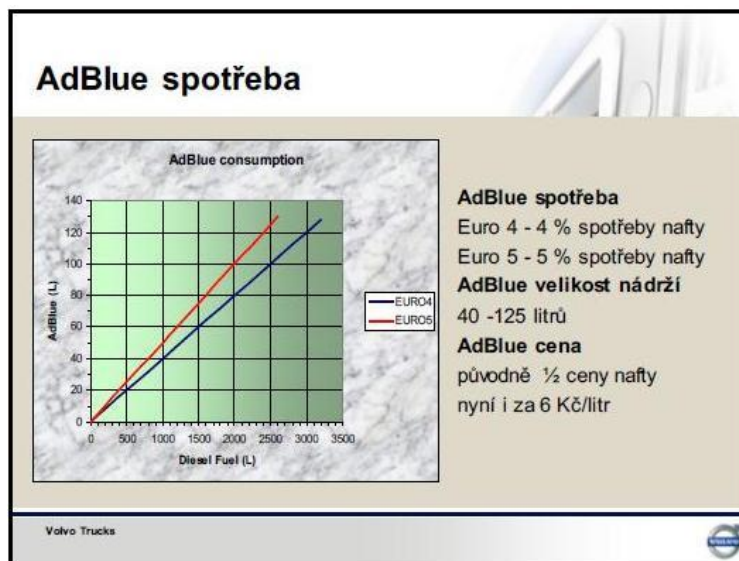 AdBlue spotřeba
AdBlue consumption
AdBlue (L)
140
120
100
80
60
40
20
0
0 500 1000 1500 2000 2500 3000 3500
Diesel Fuel (L)
EURO4
EURO5
AdBlue spotřeba
Euro 4 - 4 % spotřeby nafty
Euro 5 - 5 % spotřeby nafty
AdBlue velikost nádrží
40 -125 litrů
AdBlue cena
původně ½ ceny nafty
nyní i za 6 Kč/litr
Volvo Trucks
VOLVO